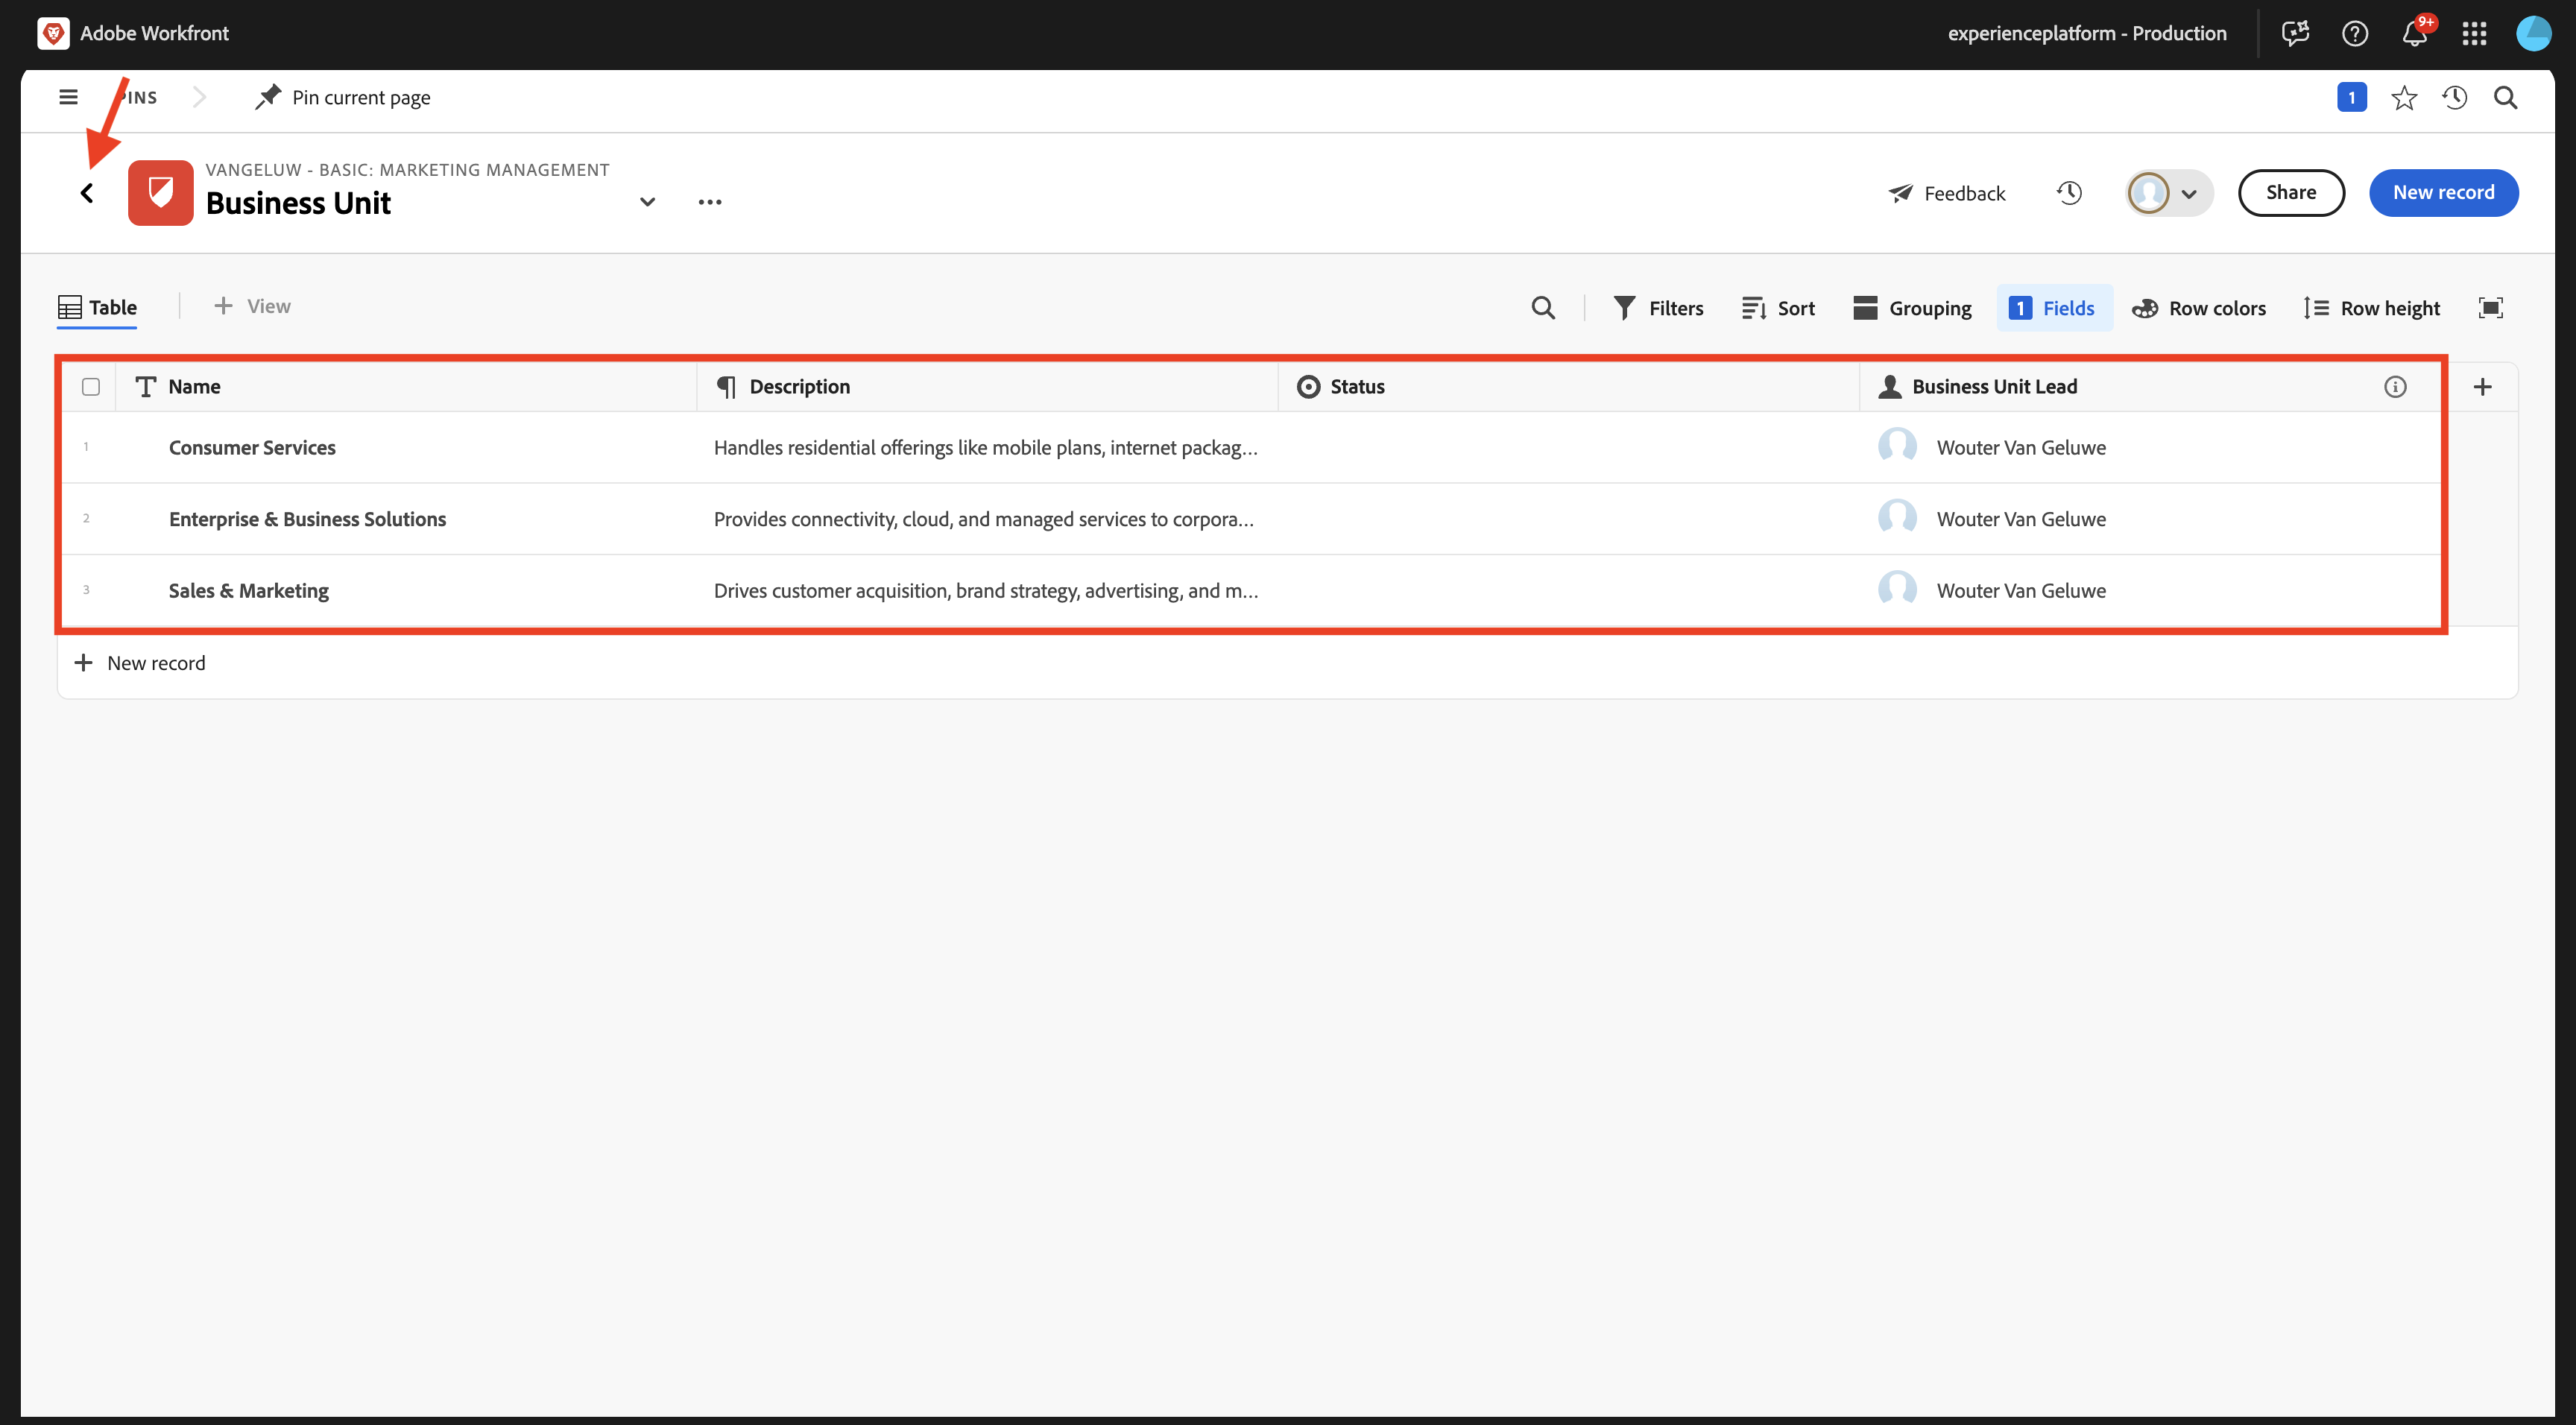 Adobe Workfront
experienceplatform - Production
9+
Pin current page
1
VANGELUW - BASIC: MARKETING MANAGEMENT
Business Unit
Feedback
Share
New record
Table
View
Filters
Sort
Grouping
1 Fields
Row colors
Row height
Name Description Status Business Unit Lead
1 Consumer Services Handles residential offerings like mobile plans, internet packag... Wouter Van Geluwe
2 Enterprise & Business Solutions Provides connectivity, cloud, and managed services to corpora... Wouter Van Geluwe
3 Sales & Marketing Drives customer acquisition, brand strategy, advertising, and m... Wouter Van Geluwe
New record